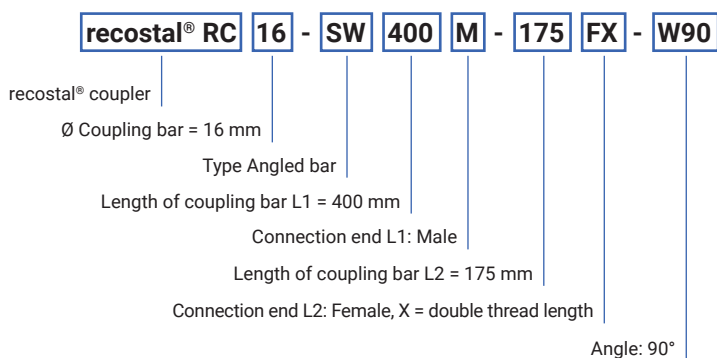 recostal® RC 16 - SW 400 M - 175 FX - W90
recostal® coupler
Ø Coupling bar = 16 mm
Type Angled bar
Length of coupling bar L1 = 400 mm
Connection end L1: Male
Length of coupling bar L2 = 175 mm
Connection end L2: Female, X = double thread length
Angle: 90°